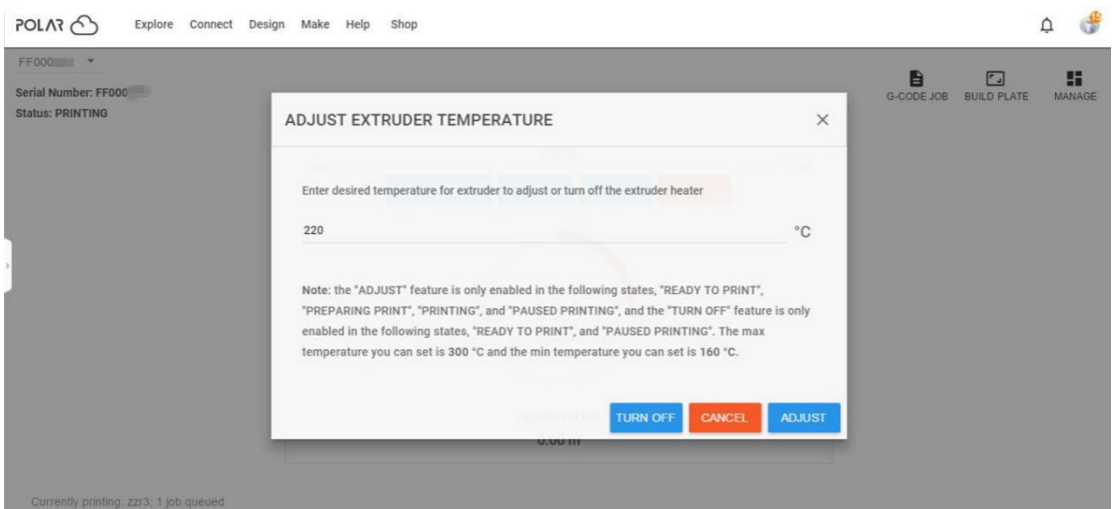 POLAR
Explore Connect Design Make Help Shop
FF000
Serial Number: FF000
Status: PRINTING
G-CODE JOB BUILD PLATE MANAGE
ADJUST EXTRUDER TEMPERATURE
Enter desired temperature for extruder to adjust or turn off the extruder heater
220 °C
Note: the "ADJUST" feature is only enabled in the following states, "READY TO PRINT",
"PREPARING PRINT", "PRINTING", and "PAUSED PRINTING", and the "TURN OFF" feature is only
enabled in the following states, "READY TO PRINT", and "PAUSED PRINTING". The max
temperature you can set is 300 °C and the min temperature you can set is 160 °C.
TURN OFF CANCEL ADJUST
0.00 m
Currently printing: zzr3; 1 job queued